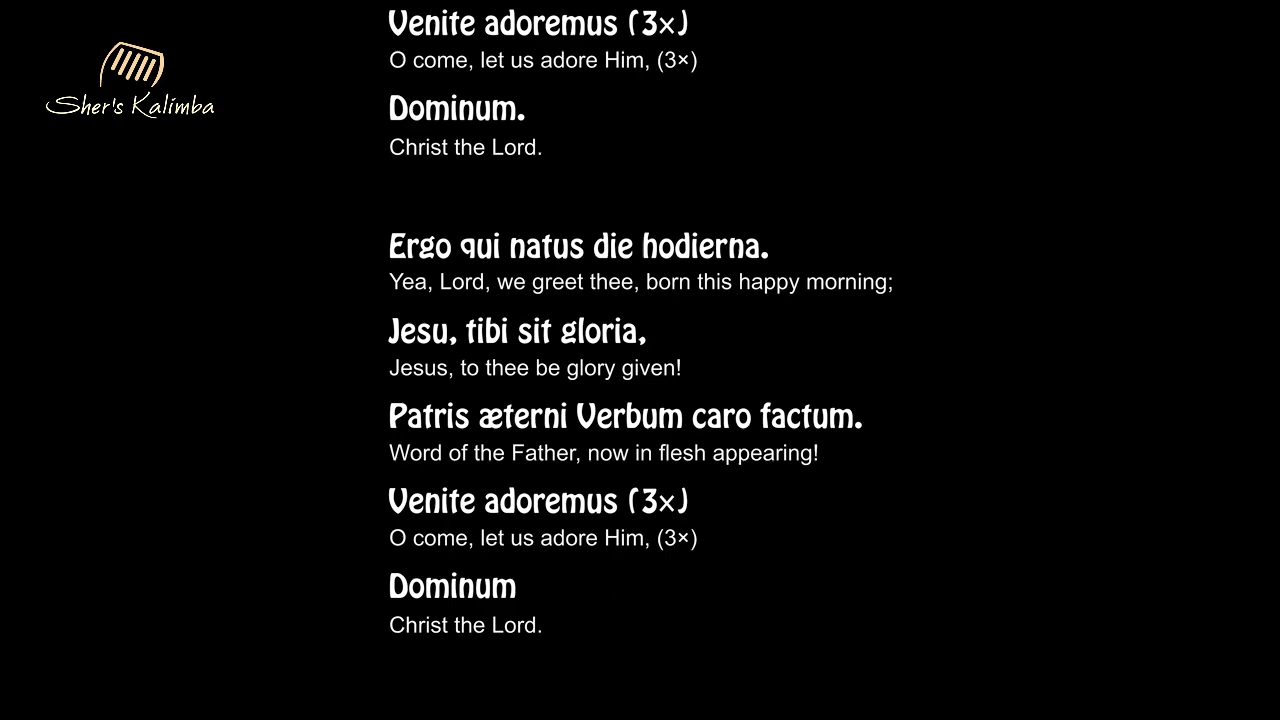 Venite adoremus (3×)
O come, let us adore Him, (3×)
Sher's Kalimba
Dominum.
Christ the Lord.
Ergo qui natus die hodierna.
Yea, Lord, we greet thee, born this happy morning;
Jesu, tibi sit gloria,
Jesus, to thee be glory given!
Patris æterni Verbum caro factum.
Word of the Father, now in flesh appearing!
Venite adoremus (3×)
O come, let us adore Him, (3×)
Dominum
Christ the Lord.